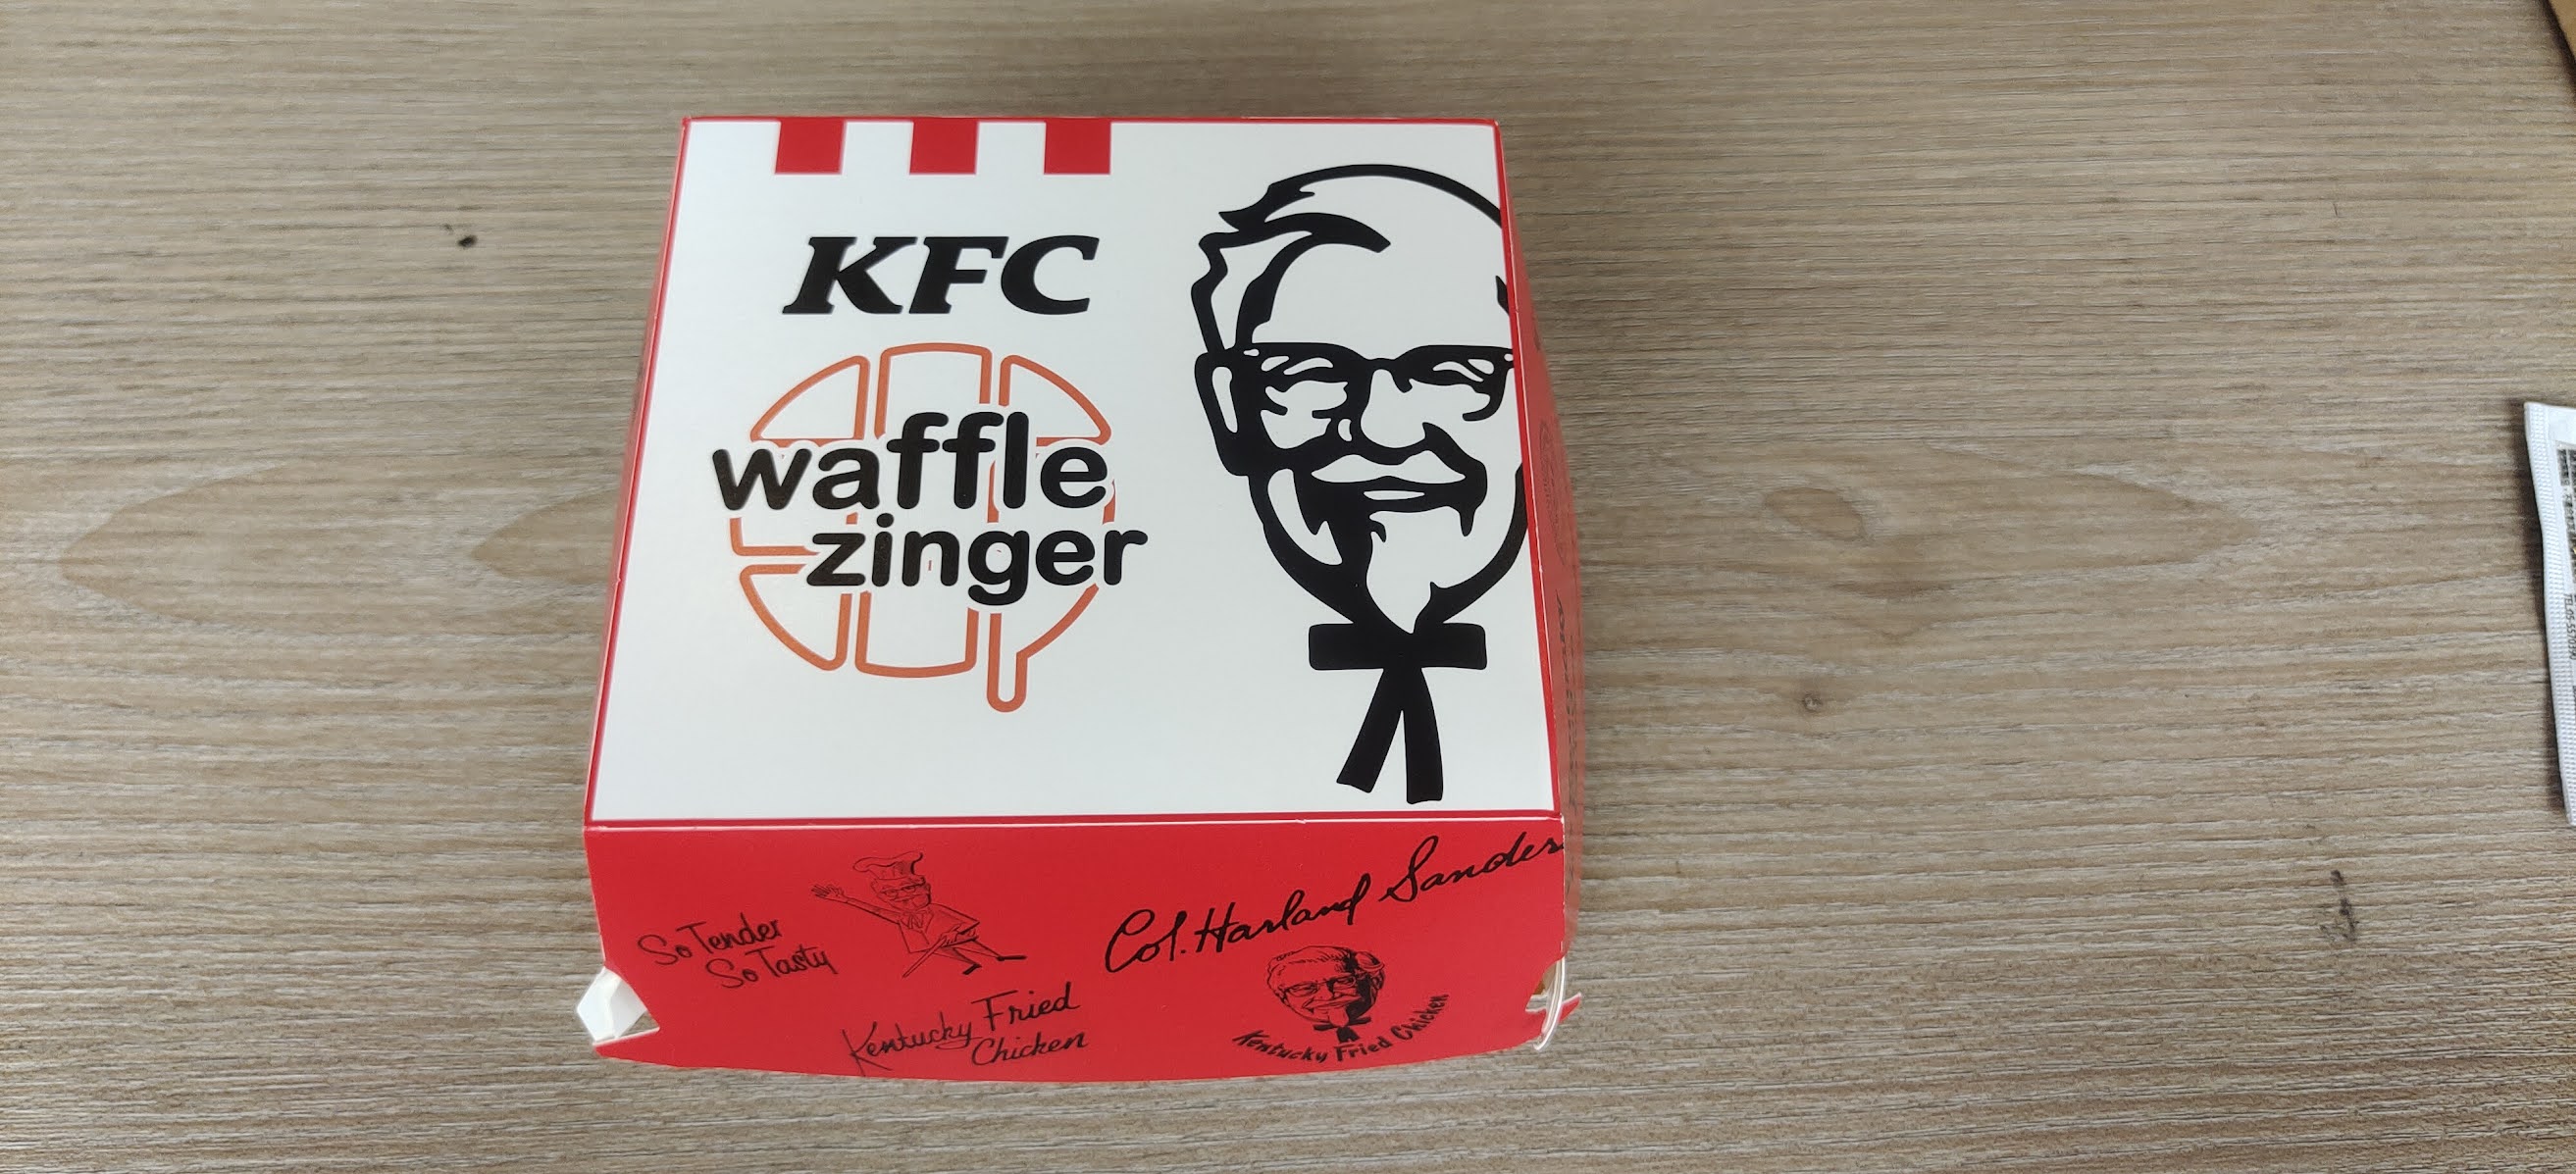 KFC
waffle
zinger
Col. Harland Sanders
So Tender
So Tasty
Kentucky Fried
Chicken
Kentucky Fried Chicken